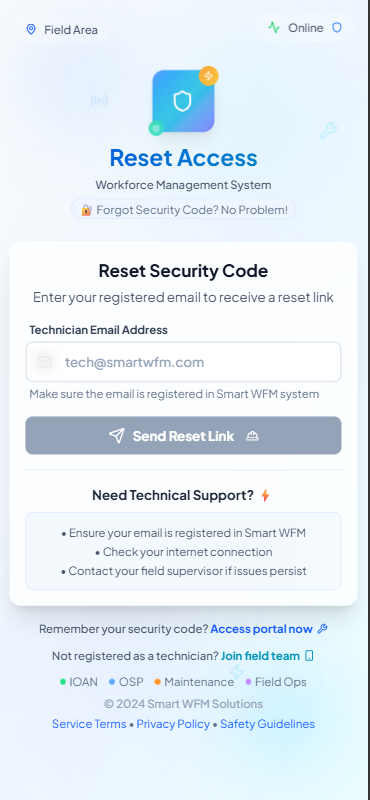 Field Area
Online
Reset Access
Workforce Management System
🔐 Forgot Security Code? No Problem!
Reset Security Code
Enter your registered email to receive a reset link
Technician Email Address
tech@smartwfm.com
Make sure the email is registered in Smart WFM system
Send Reset Link
Need Technical Support?
• Ensure your email is registered in Smart WFM
• Check your internet connection
• Contact your field supervisor if issues persist
Remember your security code? Access portal now
Not registered as a technician? Join field team
IOAN OSP Maintenance Field Ops
© 2024 Smart WFM Solutions
Service Terms • Privacy Policy • Safety Guidelines